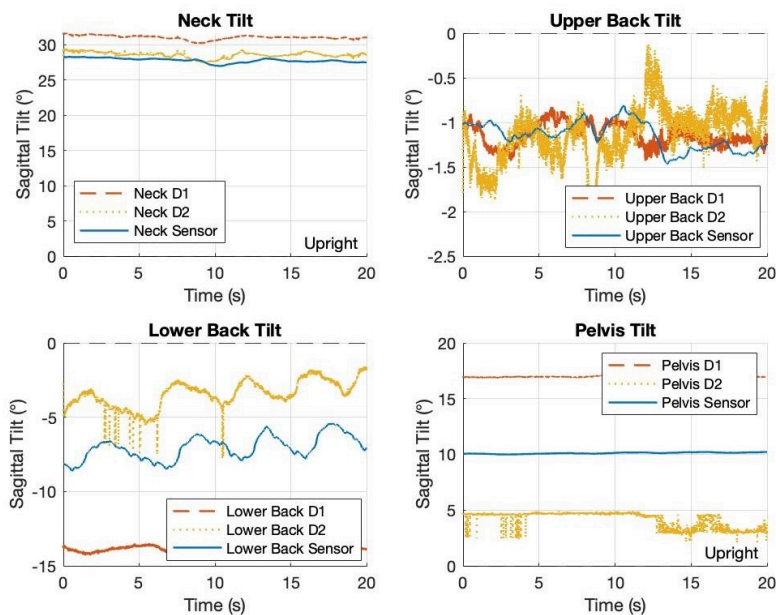 Neck Tilt
Sagittal Tilt (°)
30
25
20
15
10
5
0
Neck D1
Neck D2
Neck Sensor
Upright
0 5 10 15 20
Time (s)
Upper Back Tilt
Sagittal Tilt (°)
0
-0.5
-1
-1.5
-2
-2.5
Upper Back D1
Upper Back D2
Upper Back Sensor
0 5 10 15 20
Time (s)
Lower Back Tilt
Sagittal Tilt (°)
0
-5
-10
-15
Lower Back D1
Lower Back D2
Lower Back Sensor
0 5 10 15 20
Time (s)
Pelvis Tilt
Sagittal Tilt (°)
20
15
10
5
0
Pelvis D1
Pelvis D2
Pelvis Sensor
Upright
0 5 10 15 20
Time (s)